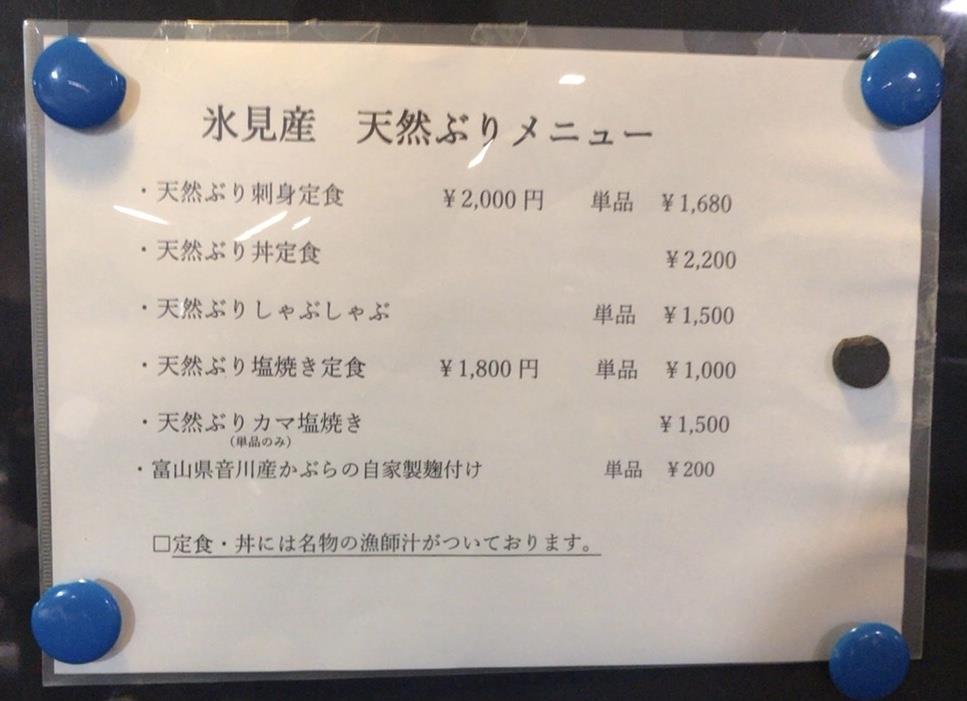 氷見産　天然ぶりメニュー
・天然ぶり刺身定食　￥2,000円　単品　￥1,680
・天然ぶり丼定食　￥2,200
・天然ぶりしゃぶしゃぶ　単品　￥1,500
・天然ぶり塩焼き定食　￥1,800円　単品　￥1,000
・天然ぶりカマ塩焼き　￥1,500
（単品のみ）
・富山県音川産かぶらの自家製麹付け　単品　￥200
□定食・丼には名物の漁師汁がついております。